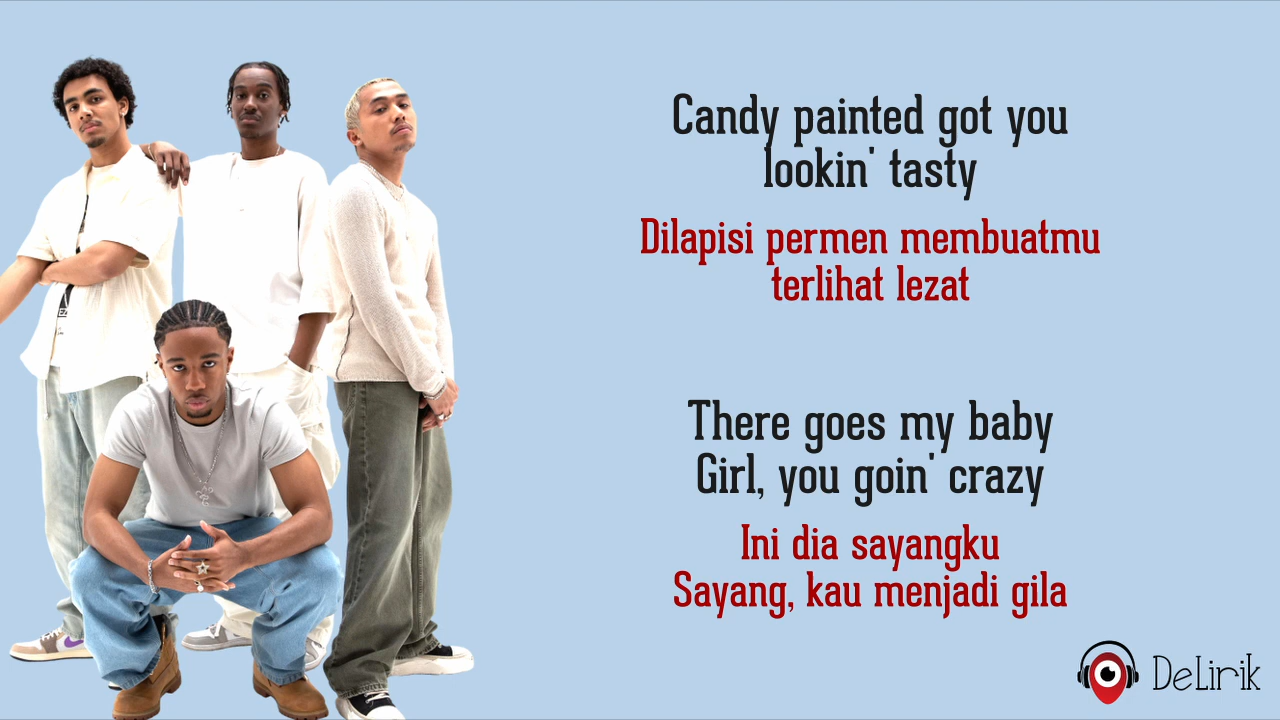 Candy painted got you
lookin' tasty
Dilapisi permen membuatmu
terlihat lezat
There goes my baby
Girl, you goin' crazy
Ini dia sayangku
Sayang, kau menjadi gila
DeLirik